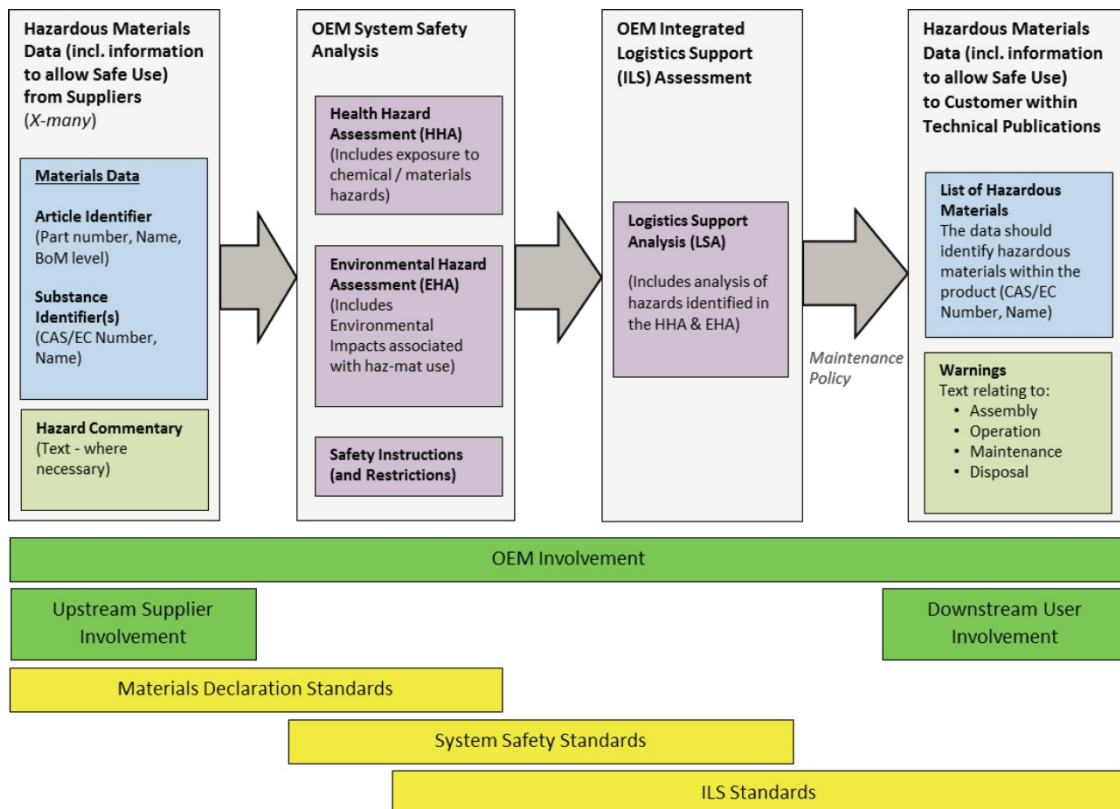 Hazardous Materials
Data (incl. information
to allow Safe Use)
from Suppliers
(X-many)
Materials Data
Article Identifier
(Part number, Name,
BoM level)
Substance
Identifier(s)
(CAS/EC Number,
Name)
Hazard Commentary
(Text - where
necessary)
OEM System Safety
Analysis
Health Hazard
Assessment (HHA)
(Includes exposure to
chemical / materials
hazards)
Environmental Hazard
Assessment (EHA)
(Includes
Environmental
Impacts associated
with haz-mat use)
Safety Instructions
(and Restrictions)
OEM Integrated
Logistics Support
(ILS) Assessment
Logistics Support
Analysis (LSA)
(Includes analysis of
hazards identified in
the HHA & EHA)
Maintenance
Policy
Hazardous Materials
Data (incl. information
to allow Safe Use)
to Customer within
Technical Publications
List of Hazardous
Materials
The data should
identify hazardous
materials within the
product (CAS/EC
Number, Name)
Warnings
Text relating to:
• Assembly
• Operation
• Maintenance
• Disposal
OEM Involvement
Upstream Supplier
Involvement
Downstream User
Involvement
Materials Declaration Standards
System Safety Standards
ILS Standards